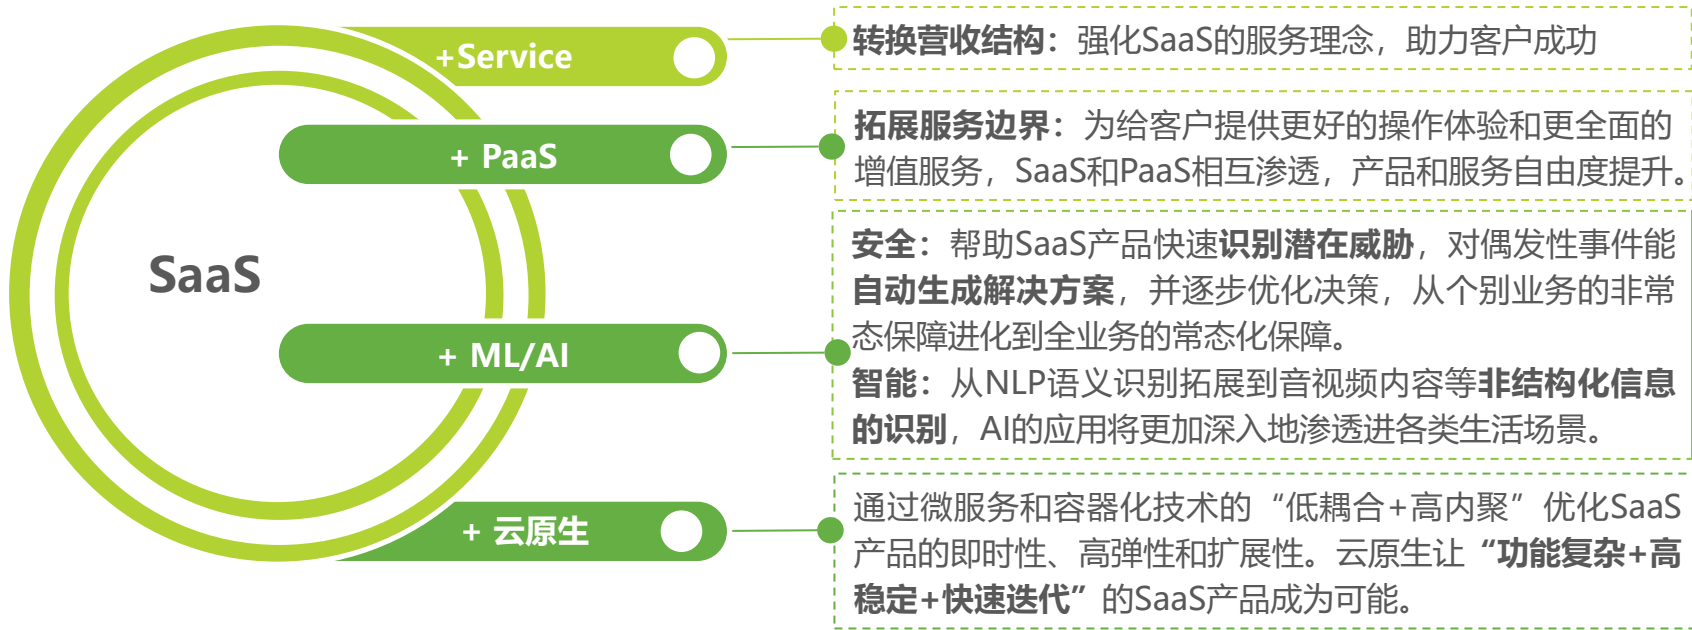 +Service
转换营收结构：强化SaaS的服务理念，助力客户成功
+ PaaS
拓展服务边界：为给客户提供更好的操作体验和更全面的
增值服务，SaaS和PaaS相互渗透，产品和服务自由度提升。
SaaS
+ ML/AI
安全：帮助SaaS产品快速识别潜在威胁，对偶发性事件能
自动生成解决方案，并逐步优化决策，从个别业务的非常
态保障进化到全业务的常态化保障。
智能：从NLP语义识别拓展到音视频内容等非结构化信息
的识别，AI的应用将更加深入地渗透进各类生活场景。
+ 云原生
通过微服务和容器化技术的“低耦合+高内聚”优化SaaS
产品的即时性、高弹性和扩展性。云原生让“功能复杂+高
稳定+快速迭代”的SaaS产品成为可能。